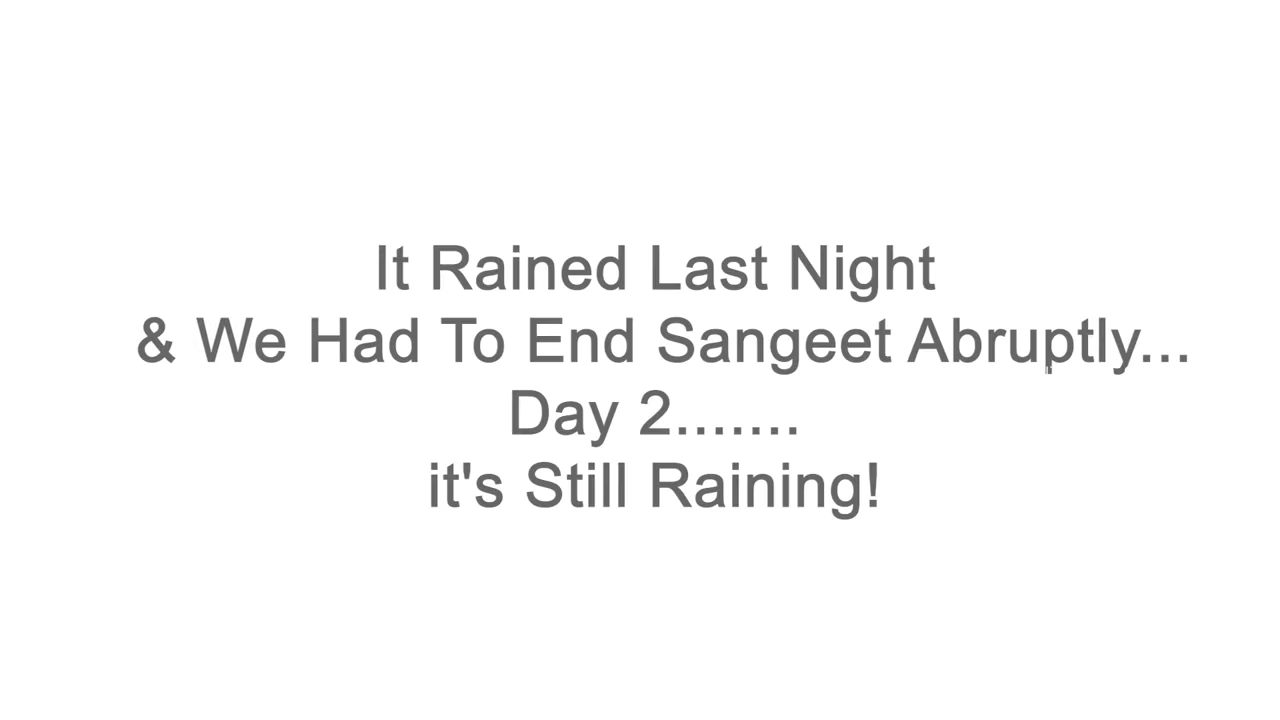 It Rained Last Night
& We Had To End Sangeet Abruptly...
Day 2.......
it's Still Raining!